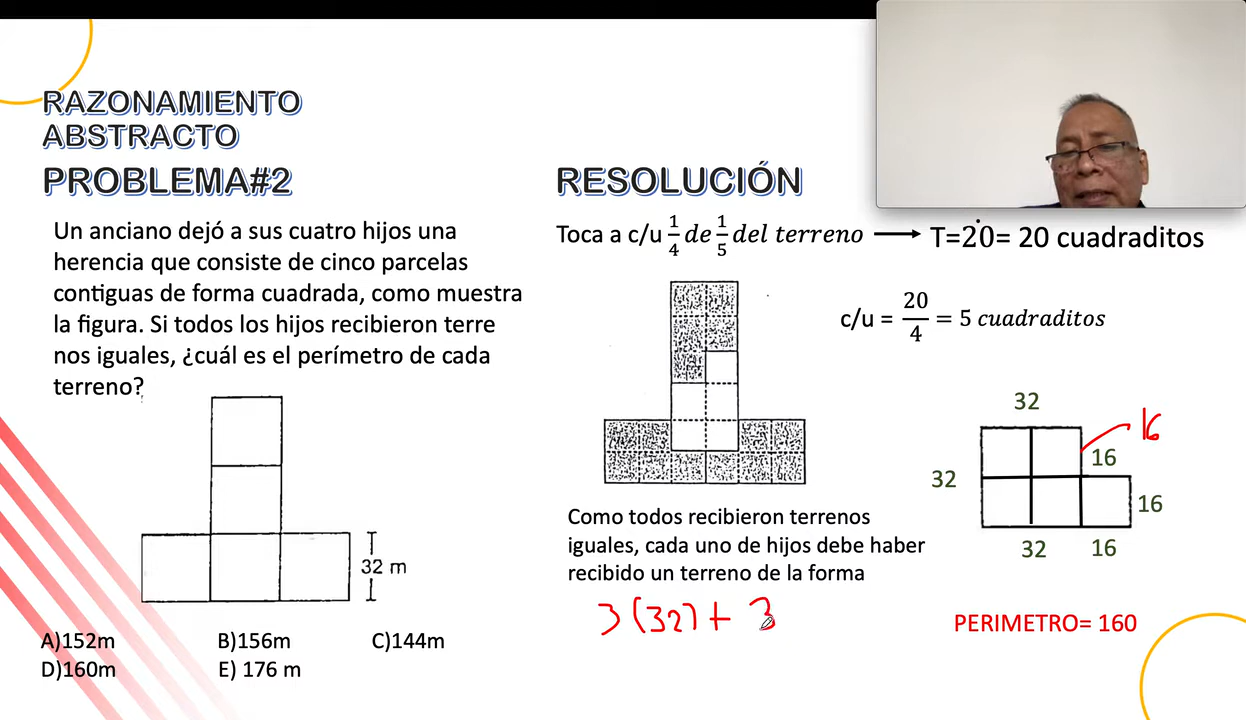 RAZONAMIENTO
ABSTRACTO
PROBLEMA#2
Un anciano dejó a sus cuatro hijos una
herencia que consiste de cinco parcelas
contiguas de forma cuadrada, como muestra
la figura. Si todos los hijos recibieron terre
nos iguales, ¿cuál es el perímetro de cada
terreno?
32 m
A)152m B)156m C)144m
D)160m E) 176 m
RESOLUCIÓN
Toca a c/u 1/4 de 1/5 del terreno → T=2̇0= 20 cuadraditos
c/u = 20/4 = 5 cuadraditos
32
16
16
32
16
32 16
Como todos recibieron terrenos
iguales, cada uno de hijos debe haber
recibido un terreno de la forma
3(32) + 3
PERIMETRO= 160